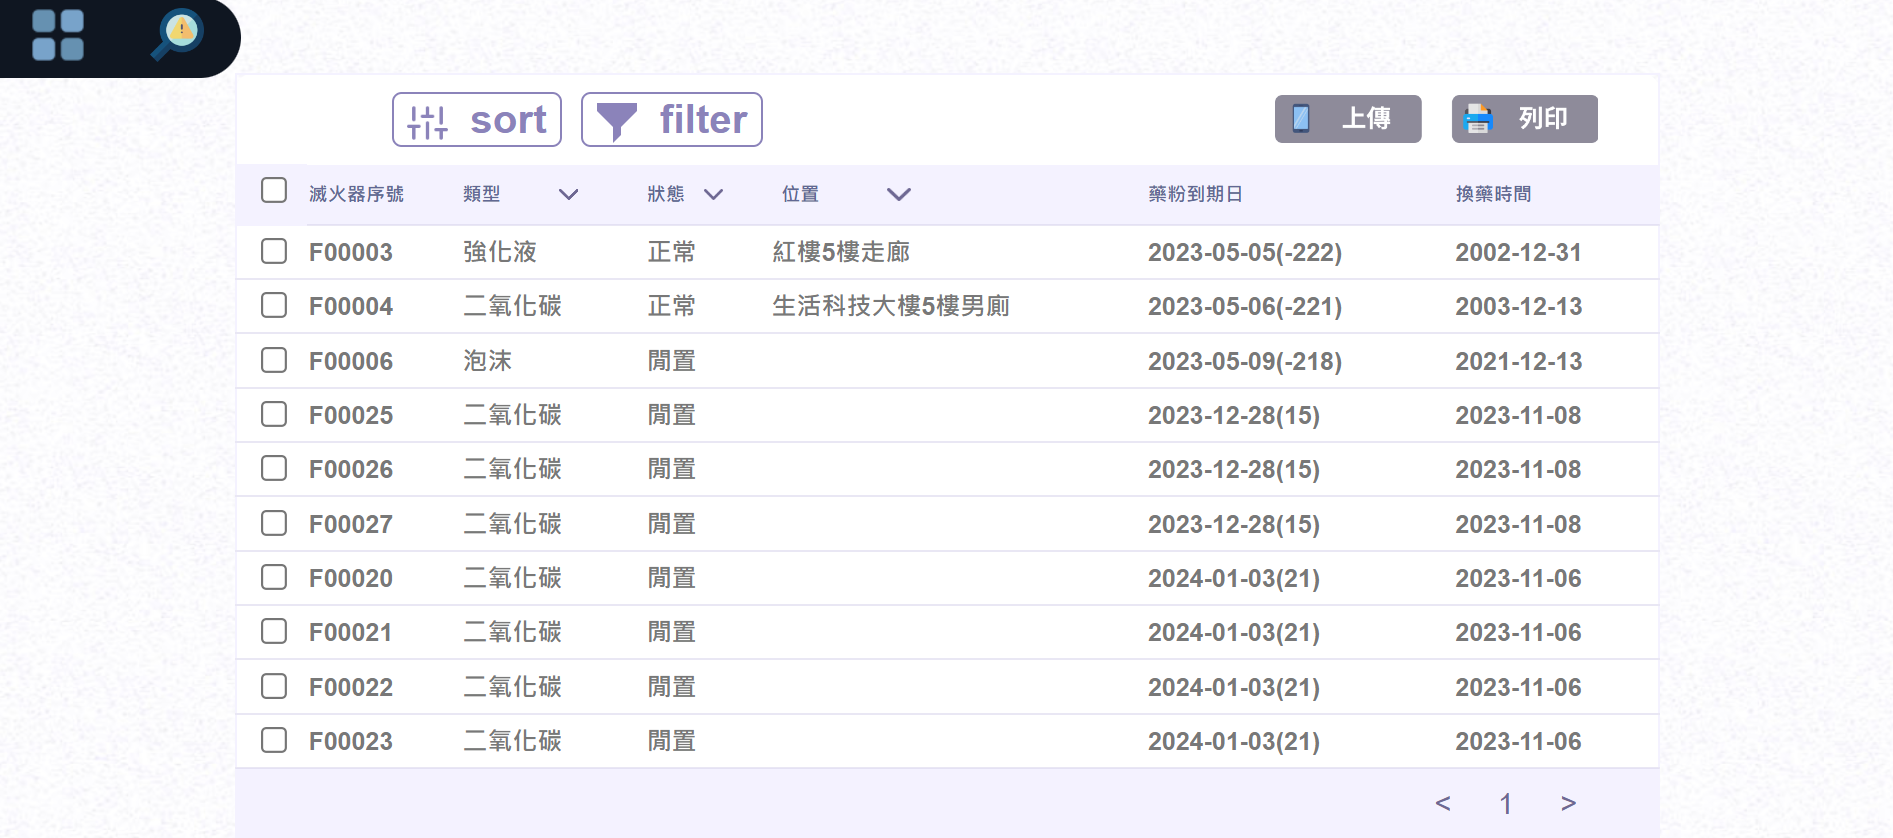 sort filter 上傳 列印
滅火器序號 類型 狀態 位置 藥粉到期日 換藥時間
F00003 強化液 正常 紅樓5樓走廊 2023-05-05(-222) 2002-12-31
F00004 二氧化碳 正常 生活科技大樓5樓男廁 2023-05-06(-221) 2003-12-13
F00006 泡沫 閒置 2023-05-09(-218) 2021-12-13
F00025 二氧化碳 閒置 2023-12-28(15) 2023-11-08
F00026 二氧化碳 閒置 2023-12-28(15) 2023-11-08
F00027 二氧化碳 閒置 2023-12-28(15) 2023-11-08
F00020 二氧化碳 閒置 2024-01-03(21) 2023-11-06
F00021 二氧化碳 閒置 2024-01-03(21) 2023-11-06
F00022 二氧化碳 閒置 2024-01-03(21) 2023-11-06
F00023 二氧化碳 閒置 2024-01-03(21) 2023-11-06
< 1 >